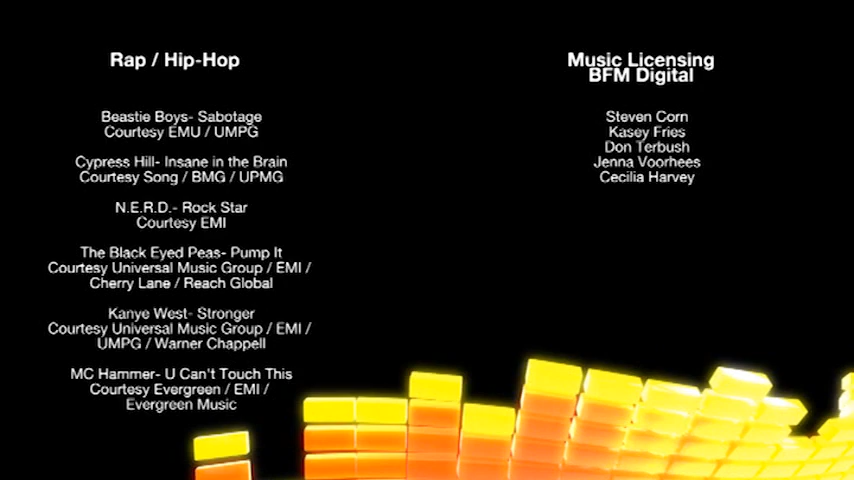 Rap / Hip-Hop
Beastie Boys- Sabotage
Courtesy EMU / UMPG
Cypress Hill- Insane in the Brain
Courtesy Song / BMG / UPMG
N.E.R.D.- Rock Star
Courtesy EMI
The Black Eyed Peas- Pump It
Courtesy Universal Music Group / EMI /
Cherry Lane / Reach Global
Kanye West- Stronger
Courtesy Universal Music Group / EMI /
UMPG / Warner Chappell
MC Hammer- U Can't Touch This
Courtesy Evergreen / EMI /
Evergreen Music
Music Licensing
BFM Digital
Steven Corn
Kasey Fries
Don Terbush
Jenna Voorhees
Cecilia Harvey